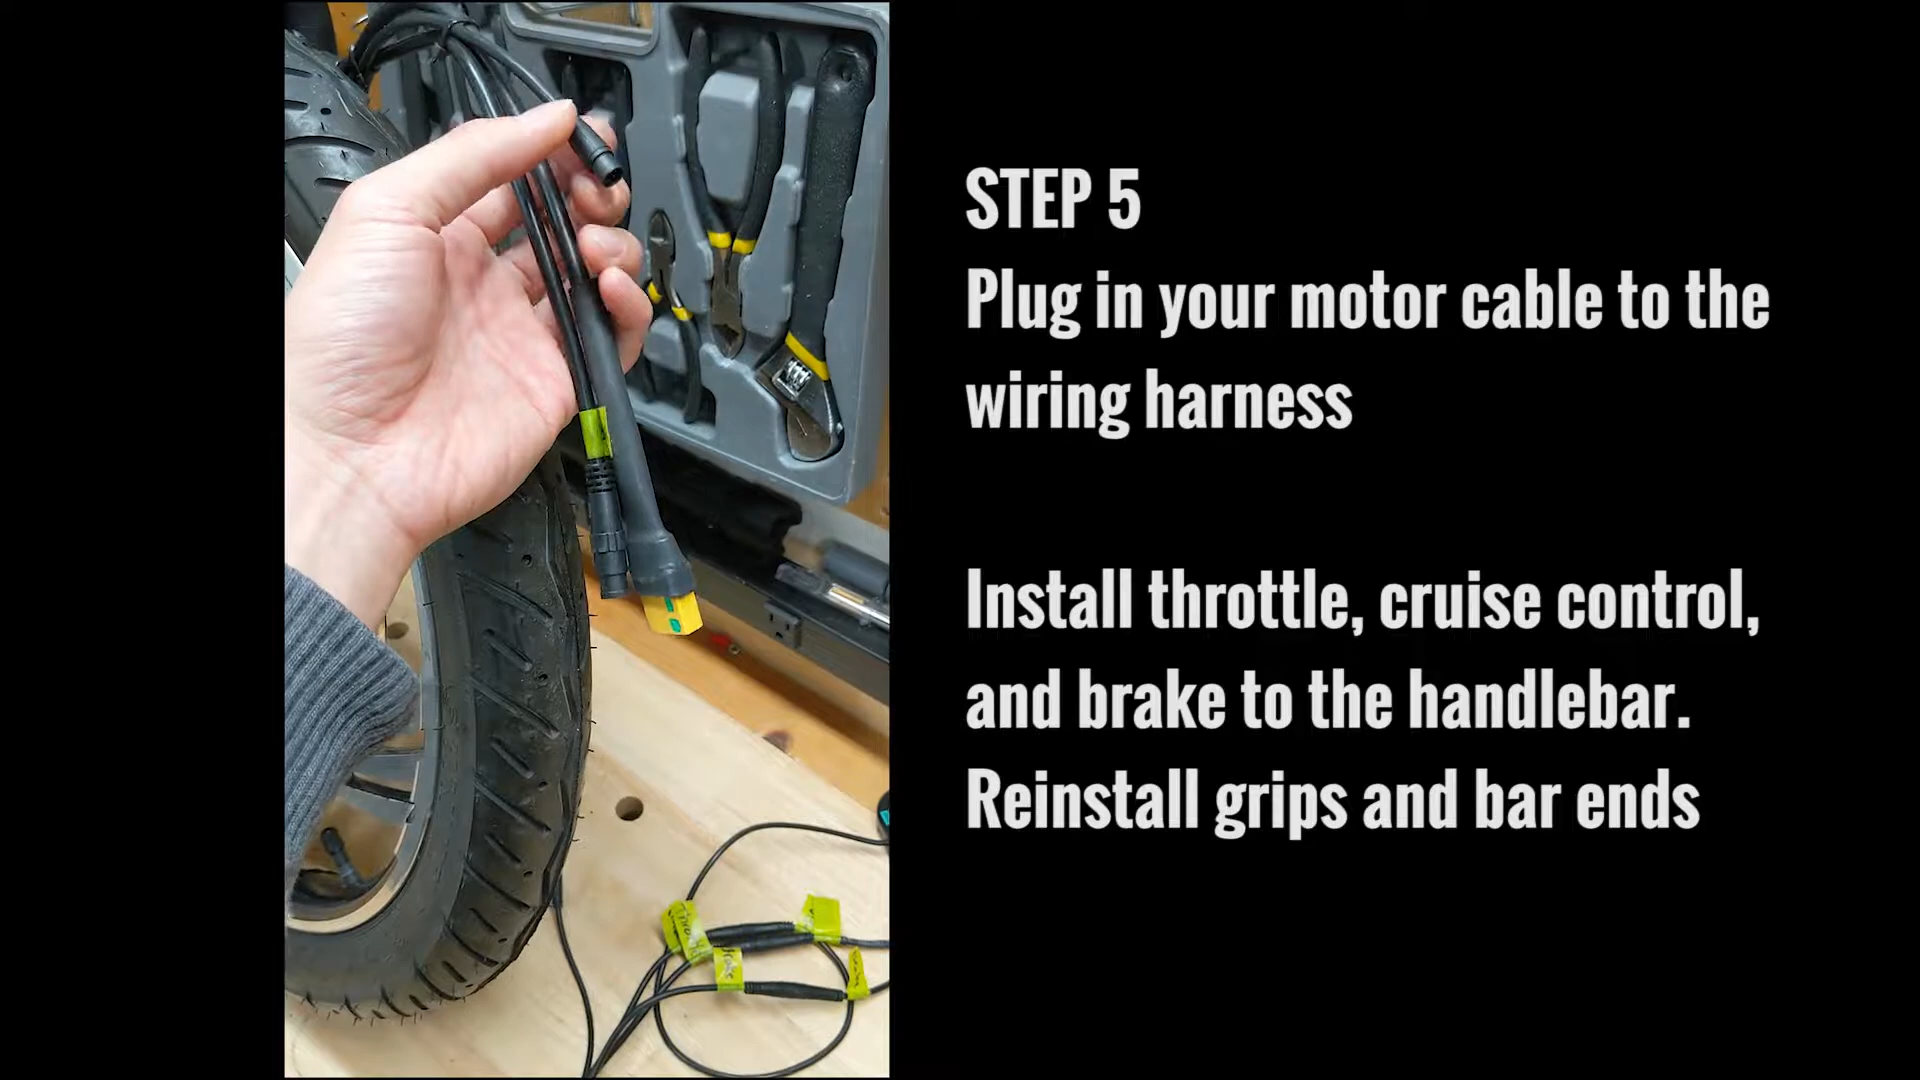 STEP 5
Plug in your motor cable to the
wiring harness
Install throttle, cruise control,
and brake to the handlebar.
Reinstall grips and bar ends